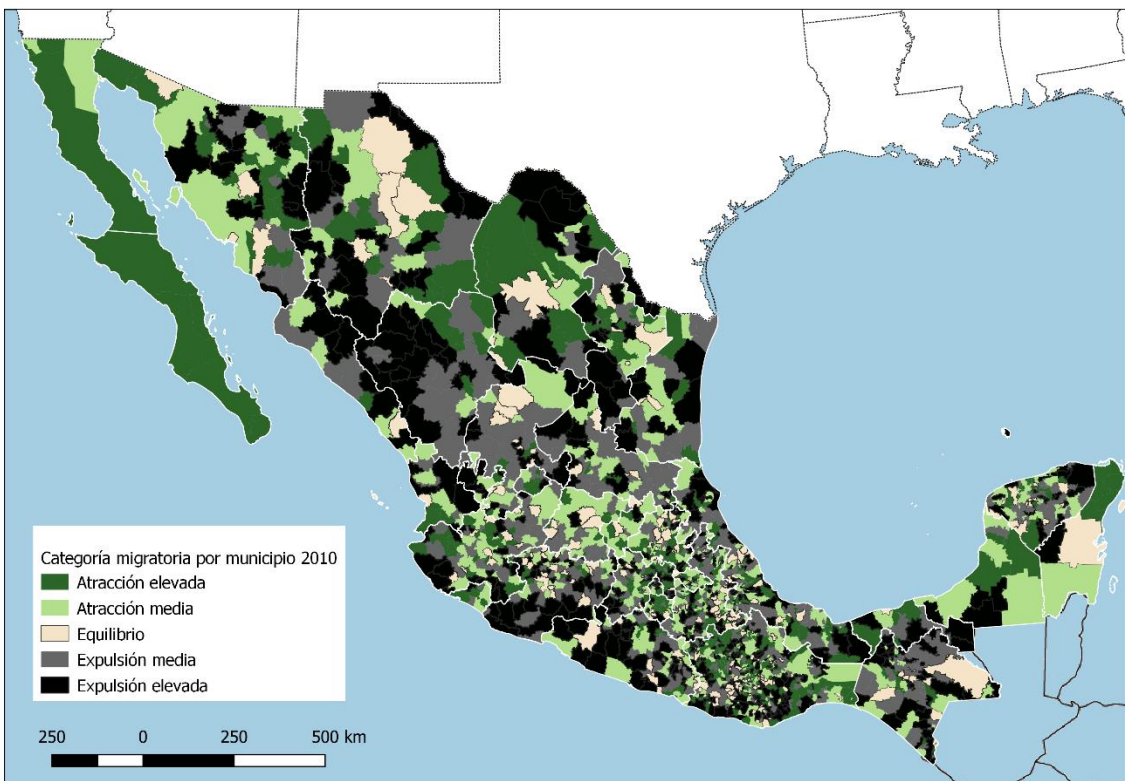 Categoría migratoria por municipio 2010
Atracción elevada
Atracción media
Equilibrio
Expulsión media
Expulsión elevada
250 0 250 500 km